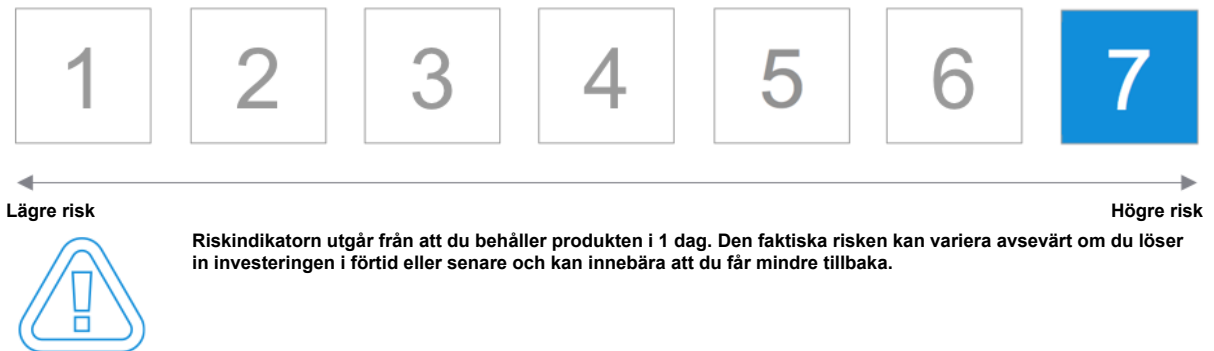 1 2 3 4 5 6 7
Lägre risk Högre risk
Riskindikatorn utgår från att du behåller produkten i 1 dag. Den faktiska risken kan variera avsevärt om du löser
in investeringen i förtid eller senare och kan innebära att du får mindre tillbaka.